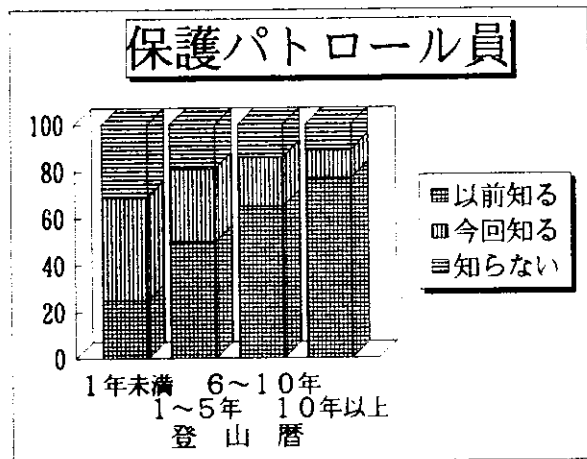 保護パトロール員
100
80
60
40
20
0
以前知る
今回知る
知らない
1年未満 6～10年
1～5年 10年以上
登山暦